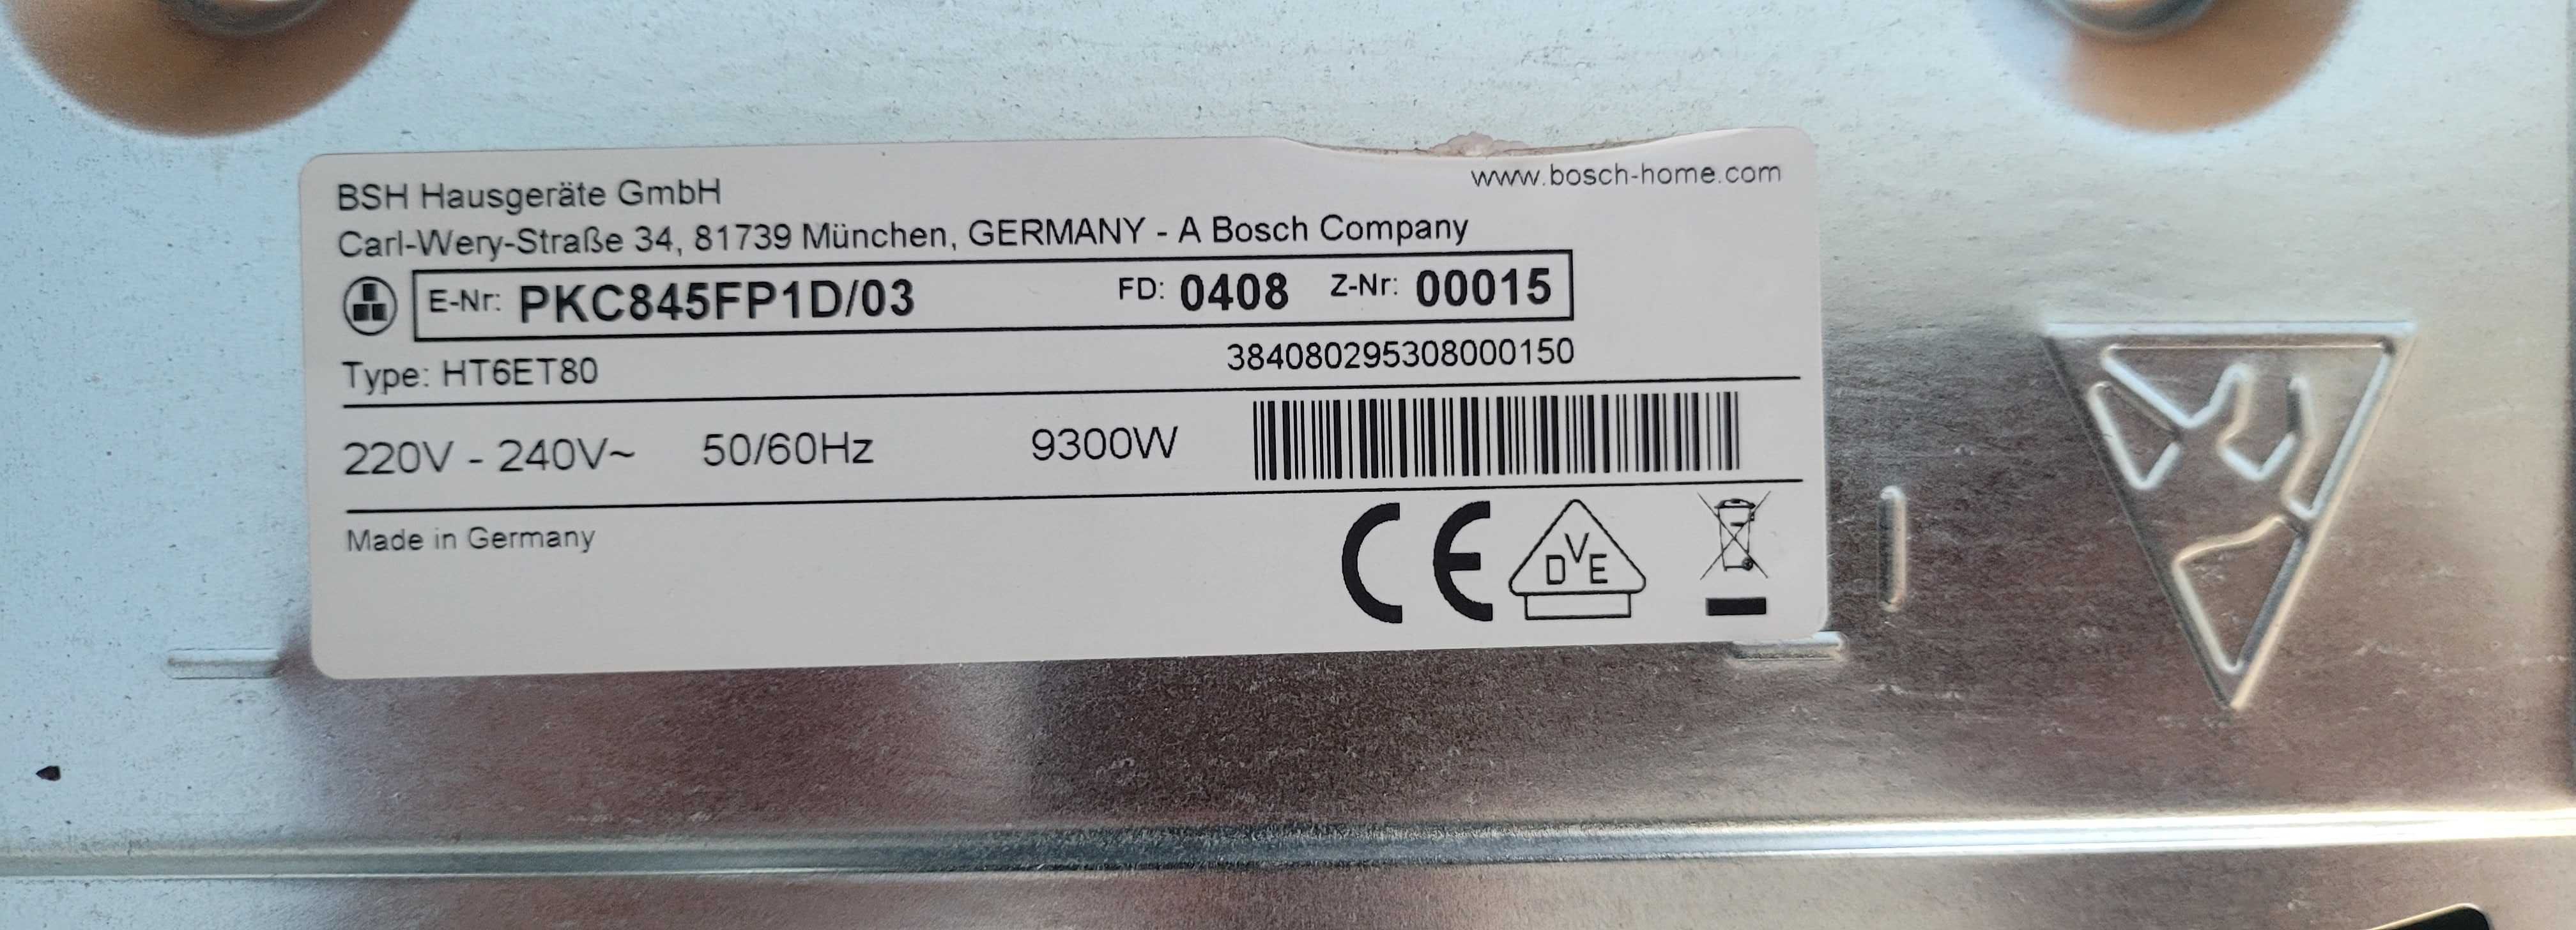 www.bosch-home.com
BSH Hausgeräte GmbH
Carl-Wery-Straße 34, 81739 München, GERMANY - A Bosch Company
E-Nr: PKC845FP1D/03 FD: 0408 Z-Nr: 00015
Type: HT6ET80 384080295308000150
220V - 240V~ 50/60Hz 9300W
Made in Germany
CE DVE